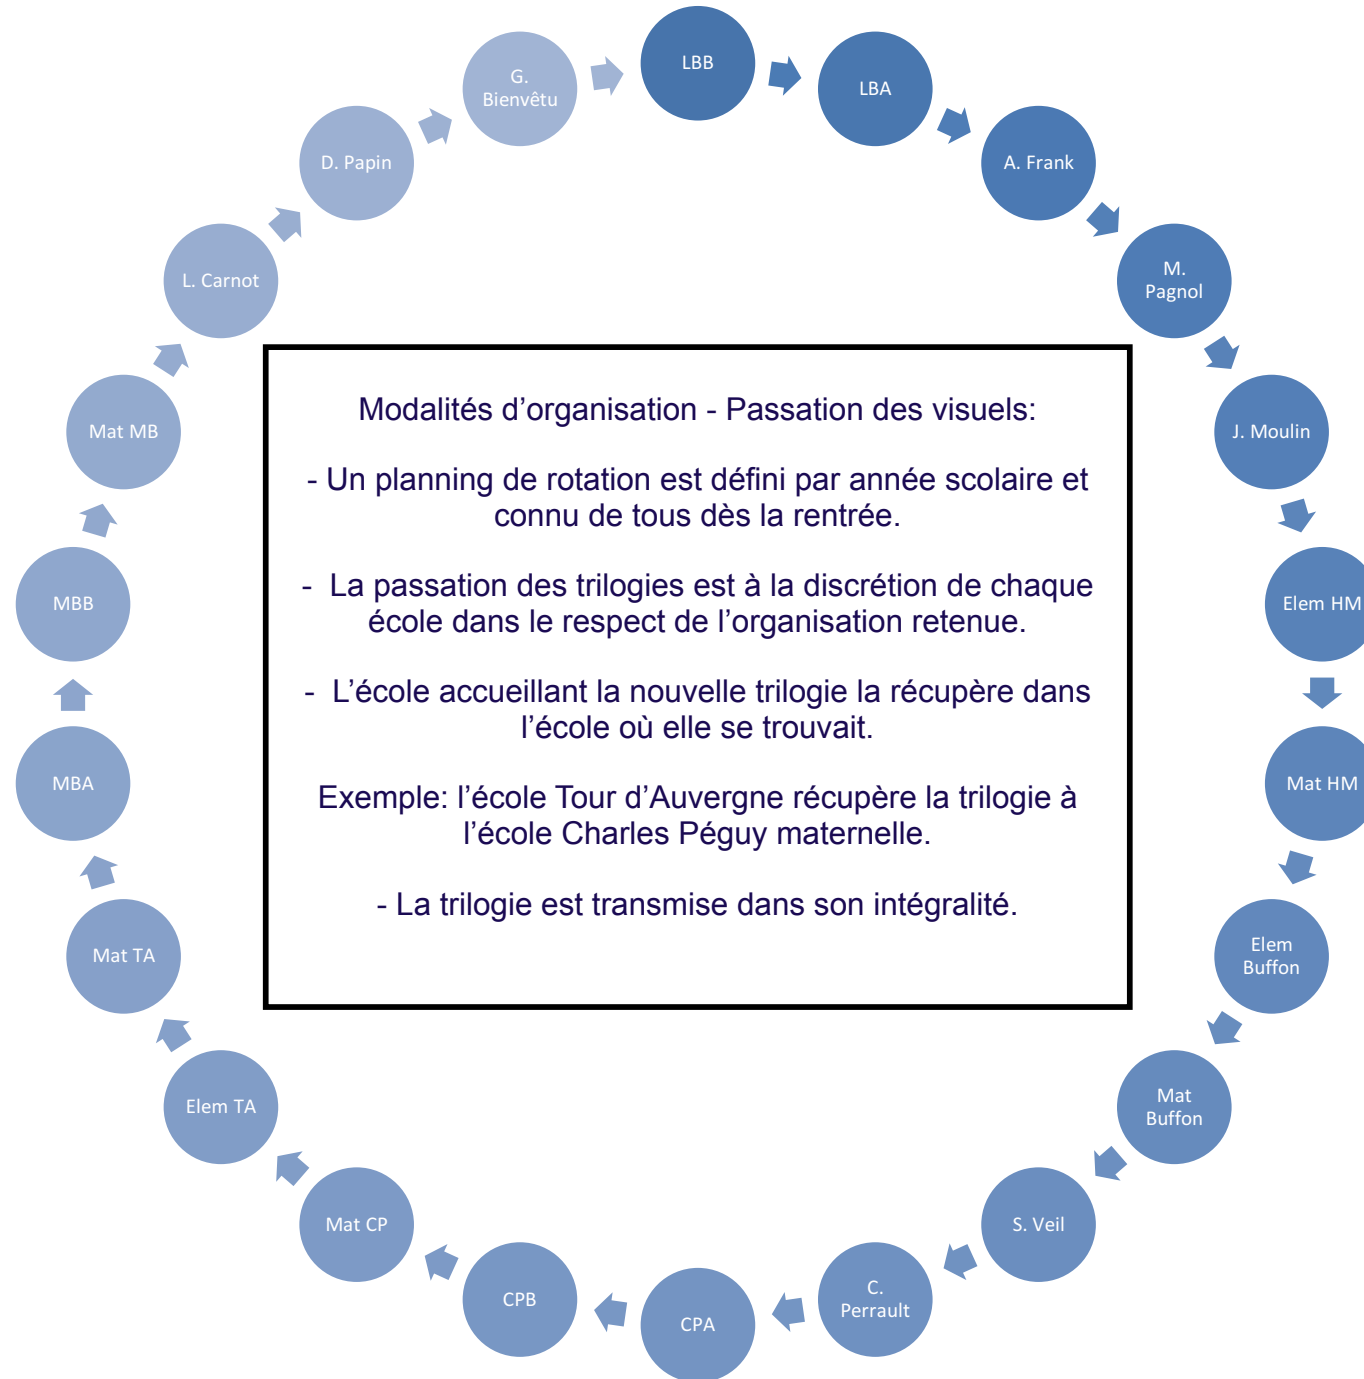 LBB
LBA
A. Frank
M.
Pagnol
J. Moulin
Elem HM
Mat HM
Elem
Buffon
Mat
Buffon
S. Veil
C.
Perrault
CPA
CPB
Mat CP
Elem TA
Mat TA
MBA
MBB
Mat MB
L. Carnot
D. Papin
G.
Bienvêtu
Modalités d’organisation - Passation des visuels:
- Un planning de rotation est défini par année scolaire et
connu de tous dès la rentrée.
- La passation des trilogies est à la discrétion de chaque
école dans le respect de l’organisation retenue.
- L’école accueillant la nouvelle trilogie la récupère dans
l’école où elle se trouvait.
Exemple: l’école Tour d’Auvergne récupère la trilogie à
l’école Charles Péguy maternelle.
- La trilogie est transmise dans son intégralité.